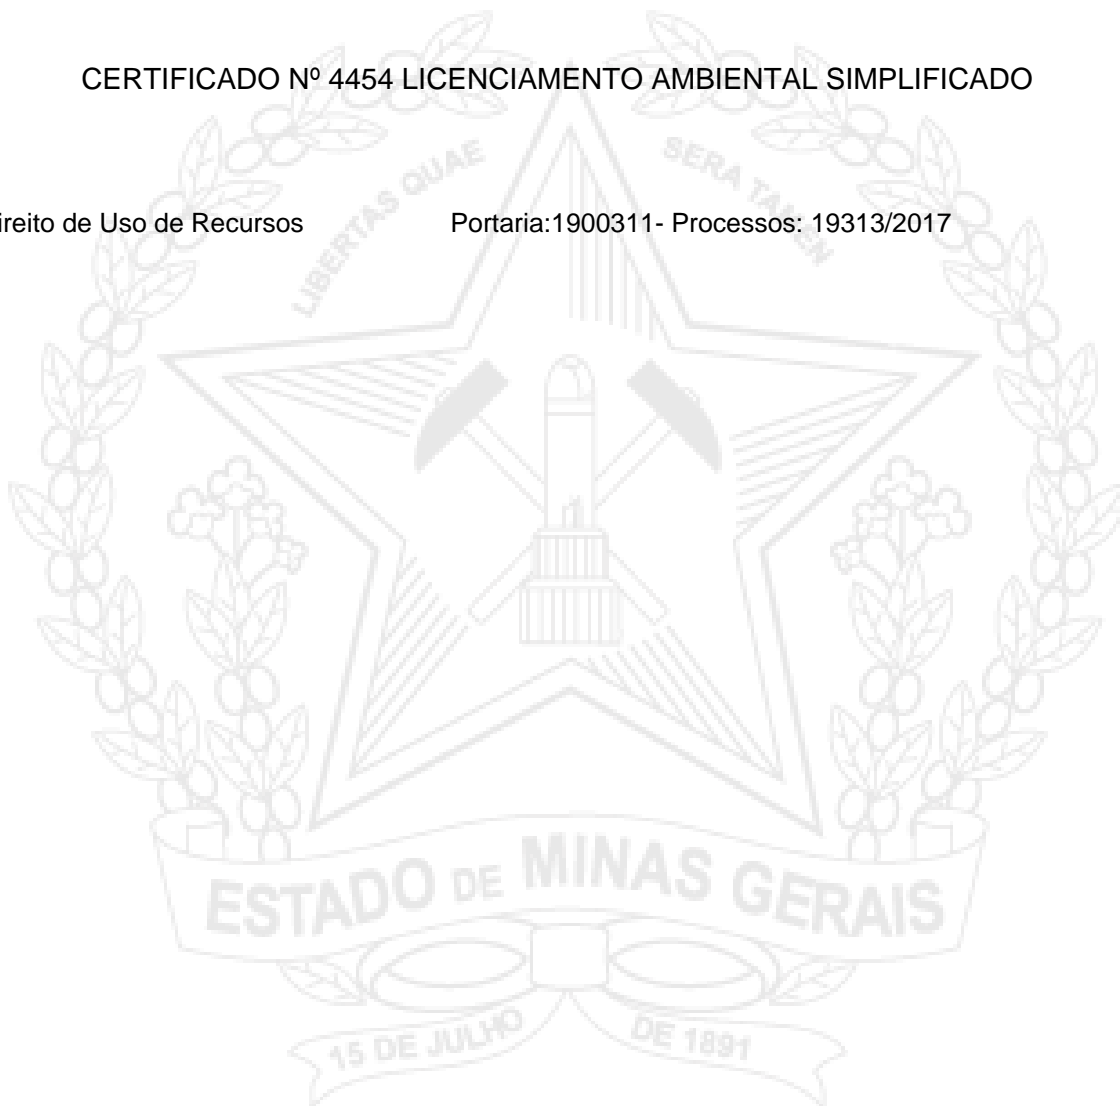 CERTIFICADO Nº 4454 LICENCIAMENTO AMBIENTAL SIMPLIFICADO
LIBERTAS QUAE SERA TAMEN
ireito de Uso de Recursos Portaria:1900311- Processos: 19313/2017
ESTADO DE MINAS GERAIS
15 DE JULHO DE 1891